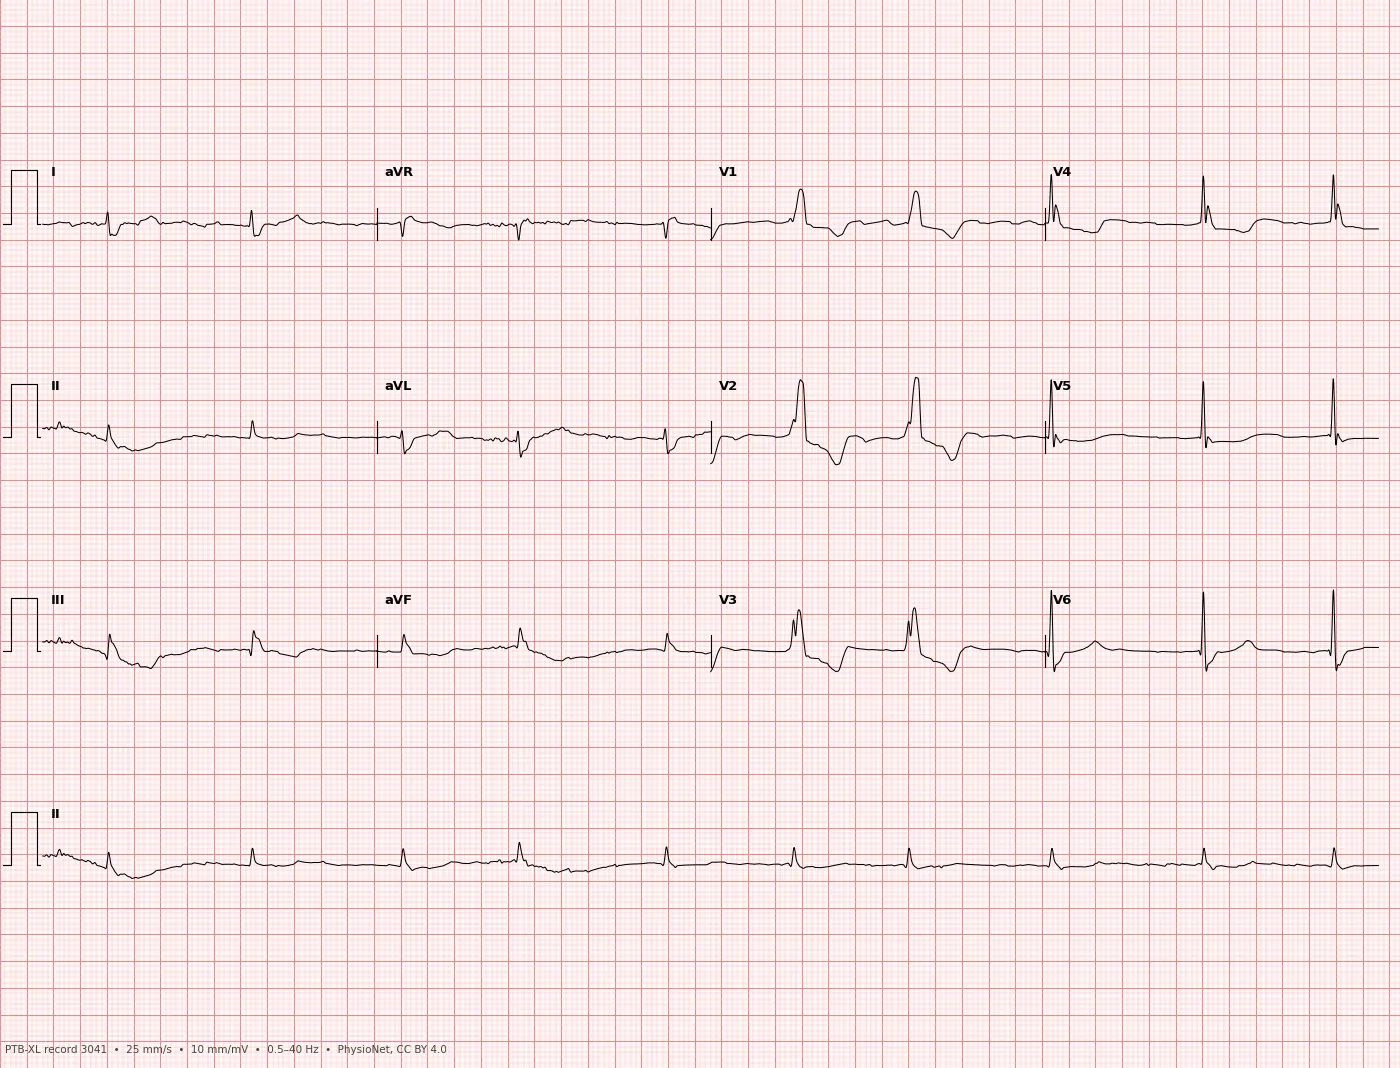 I aVR V1 V4
II aVL V2 V5
III aVF V3 V6
II
PTB-XL record 3041 • 25 mm/s • 10 mm/mV • 0.5–40 Hz • PhysioNet, CC BY 4.0